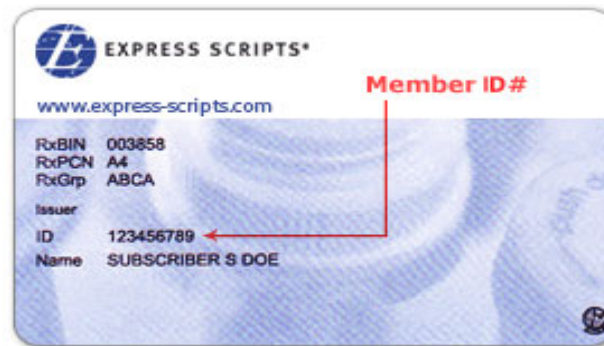 E EXPRESS SCRIPTS®
Member ID#
www.express-scripts.com
RxBIN 003858
RxPCN A4
RxGrp ABCA
Issuer
ID 123456789
Name SUBSCRIBER S DOE